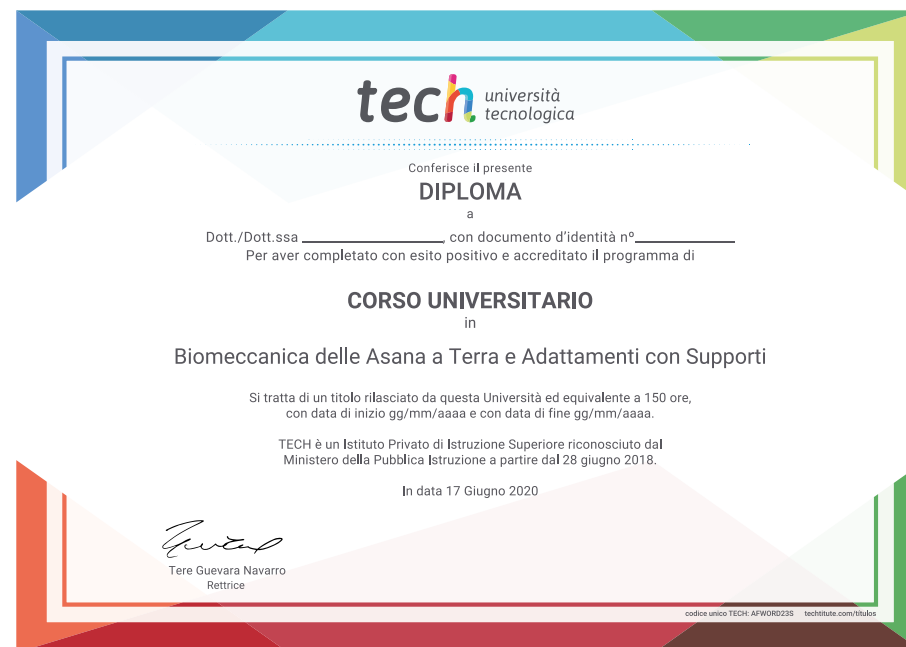 tech università
tecnologica
Conferisce il presente
DIPLOMA
a
Dott./Dott.ssa ________________, con documento d'identità nº____________
Per aver completato con esito positivo e accreditato il programma di
CORSO UNIVERSITARIO
in
Biomeccanica delle Asana a Terra e Adattamenti con Supporti
Si tratta di un titolo rilasciato da questa Università ed equivalente a 150 ore,
con data di inizio gg/mm/aaaa e con data di fine gg/mm/aaaa.
TECH è un Istituto Privato di Istruzione Superiore riconosciuto dal
Ministero della Pubblica Istruzione a partire dal 28 giugno 2018.
In data 17 Giugno 2020
Tere Guevara Navarro
Rettrice
codice unico TECH: AFWORD23S techtitute.com/titulos